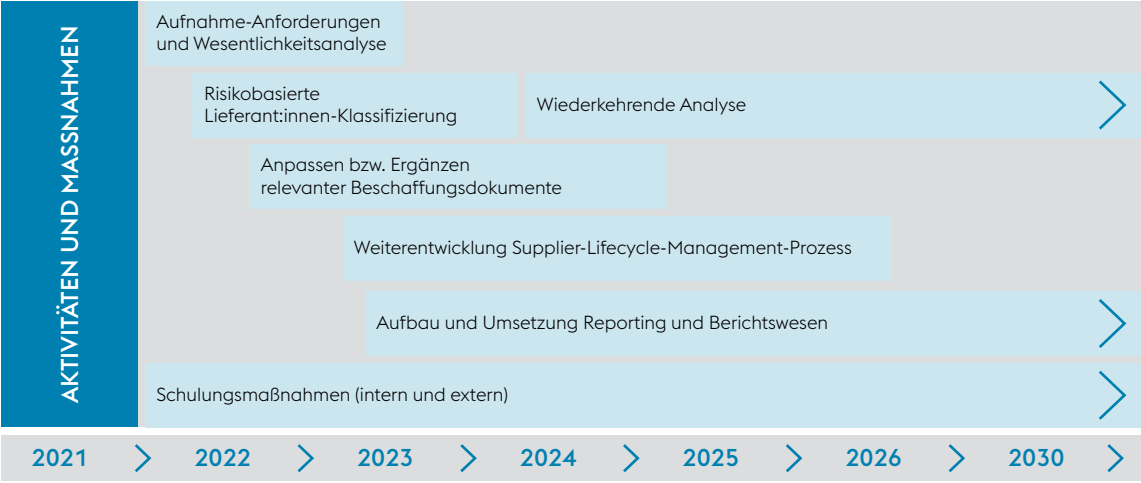 AKTIVITÄTEN UND MASSNAHMEN
Aufnahme-Anforderungen
und Wesentlichkeitsanalyse
Risikobasierte
Lieferant:innen-Klassifizierung
Wiederkehrende Analyse
Anpassen bzw. Ergänzen
relevanter Beschaffungsdokumente
Weiterentwicklung Supplier-Lifecycle-Management-Prozess
Aufbau und Umsetzung Reporting und Berichtswesen
Schulungsmaßnahmen (intern und extern)
2021 2022 2023 2024 2025 2026 2030